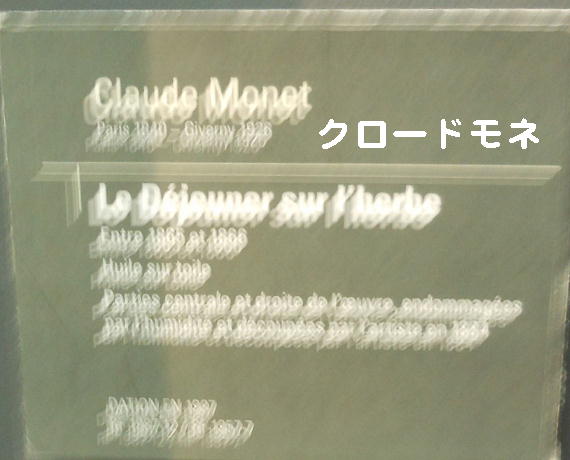 Claude Monet
Paris 1840 – Giverny 1926
クロードモネ
Le Déjeuner sur l'herbe
Entre 1865 et 1866
Huile sur toile
Parties centrale et droite de l'œuvre, endommagées
par l'humidité et découpées par l'artiste en
DATION EN